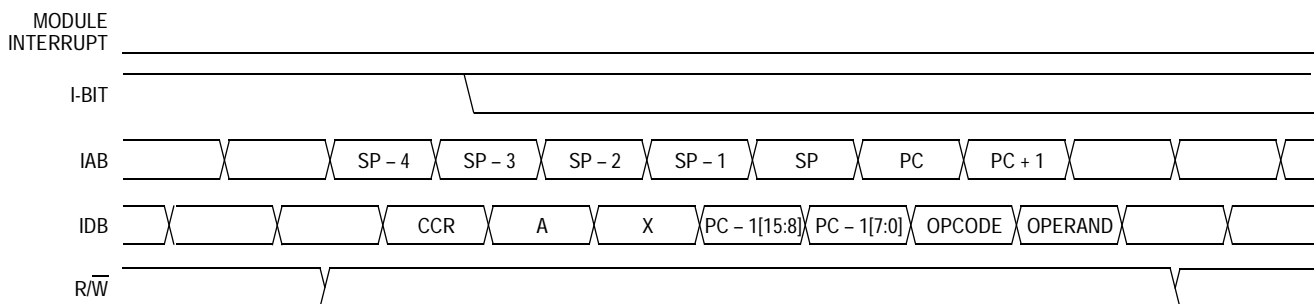 MODULE
INTERRUPT
I-BIT
IAB SP – 4 SP – 3 SP – 2 SP – 1 SP PC PC + 1
IDB CCR A X PC – 1[15:8] PC – 1[7:0] OPCODE OPERAND
R/W̅